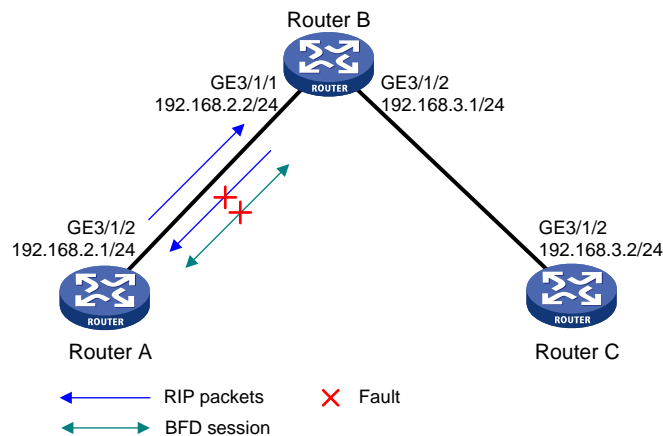 Router B
GE3/1/1
192.168.2.2/24
ROUTER
GE3/1/2
192.168.3.1/24
GE3/1/2
192.168.2.1/24
ROUTER
Router A
GE3/1/2
192.168.3.2/24
ROUTER
Router C
RIP packets
Fault
BFD session